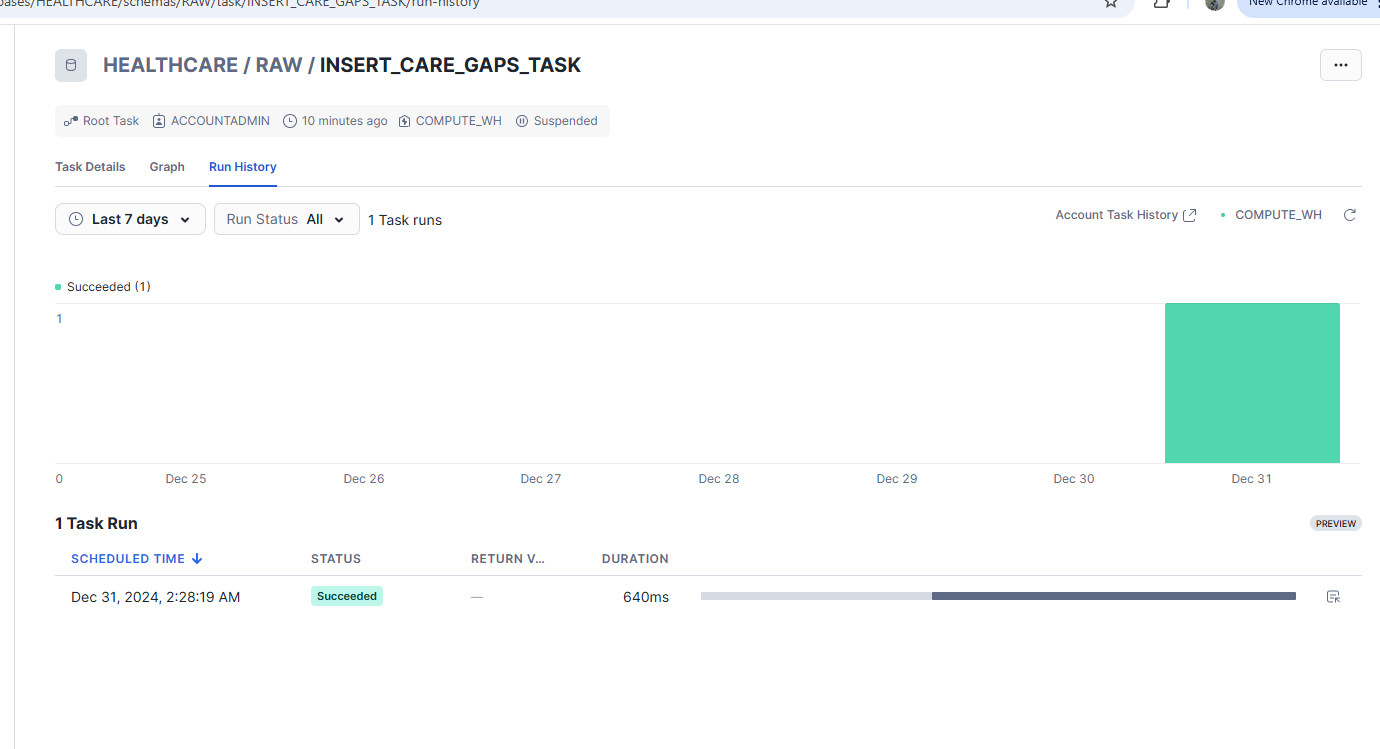 bases/HEALTHCARE/schemas/RAW/task/INSERT_CARE_GAPS_TASK/run-history
New Chrome available
HEALTHCARE / RAW / INSERT_CARE_GAPS_TASK
Root Task ACCOUNTADMIN 10 minutes ago COMPUTE_WH Suspended
Task Details Graph Run History
Last 7 days Run Status All 1 Task runs Account Task History COMPUTE_WH
Succeeded (1)
1
0 Dec 25 Dec 26 Dec 27 Dec 28 Dec 29 Dec 30 Dec 31
1 Task Run PREVIEW
SCHEDULED TIME STATUS RETURN V... DURATION
Dec 31, 2024, 2:28:19 AM Succeeded — 640ms